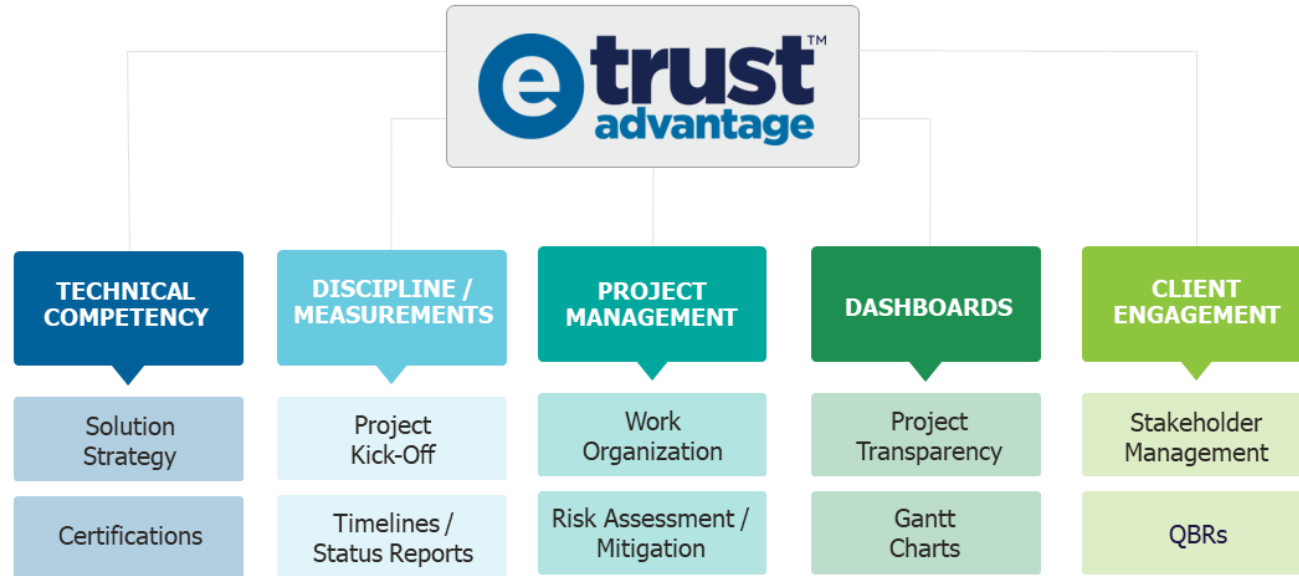 e trust™
advantage
TECHNICAL
COMPETENCY
Solution
Strategy
Certifications
DISCIPLINE /
MEASUREMENTS
Project
Kick-Off
Timelines /
Status Reports
PROJECT
MANAGEMENT
Work
Organization
Risk Assessment /
Mitigation
DASHBOARDS
Project
Transparency
Gantt
Charts
CLIENT
ENGAGEMENT
Stakeholder
Management
QBRs